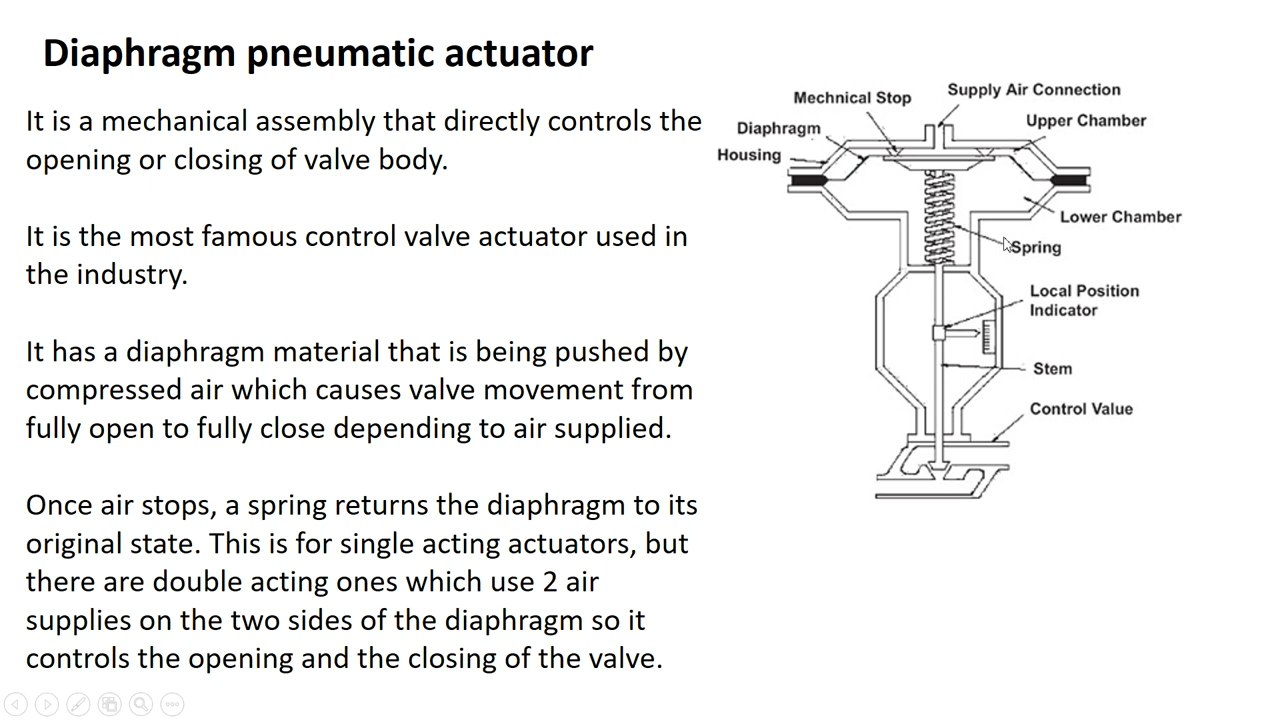 Diaphragm pneumatic actuator
It is a mechanical assembly that directly controls the
opening or closing of valve body.
It is the most famous control valve actuator used in
the industry.
It has a diaphragm material that is being pushed by
compressed air which causes valve movement from
fully open to fully close depending to air supplied.
Once air stops, a spring returns the diaphragm to its
original state. This is for single acting actuators, but
there are double acting ones which use 2 air
supplies on the two sides of the diaphragm so it
controls the opening and the closing of the valve.
Supply Air Connection
Mechnical Stop
Upper Chamber
Diaphragm
Housing
Lower Chamber
Spring
Local Position
Indicator
Stem
Control Value